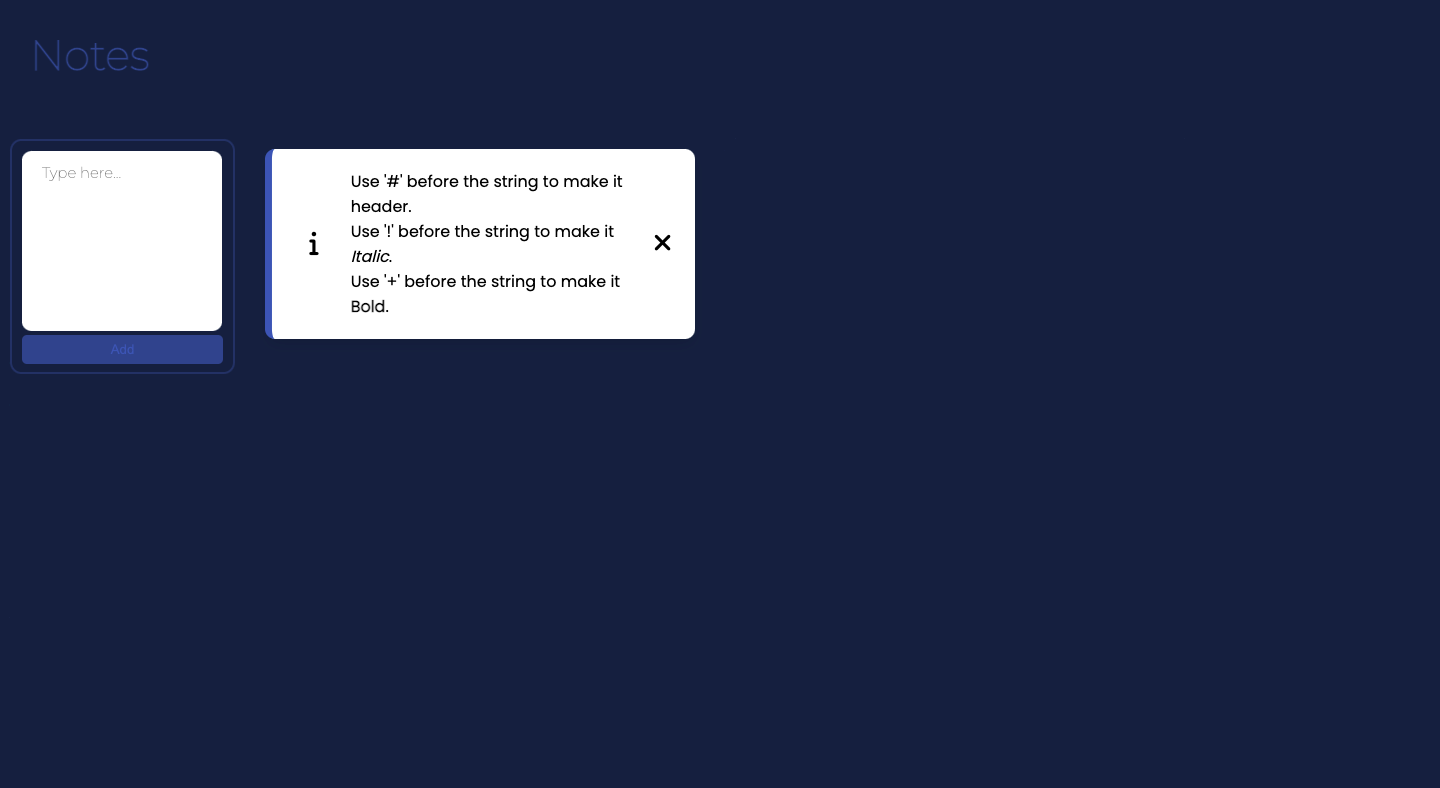 Notes
Type here...
Add
Use '#' before the string to make it
header.
Use '!' before the string to make it
Italic.
Use '+' before the string to make it
Bold.